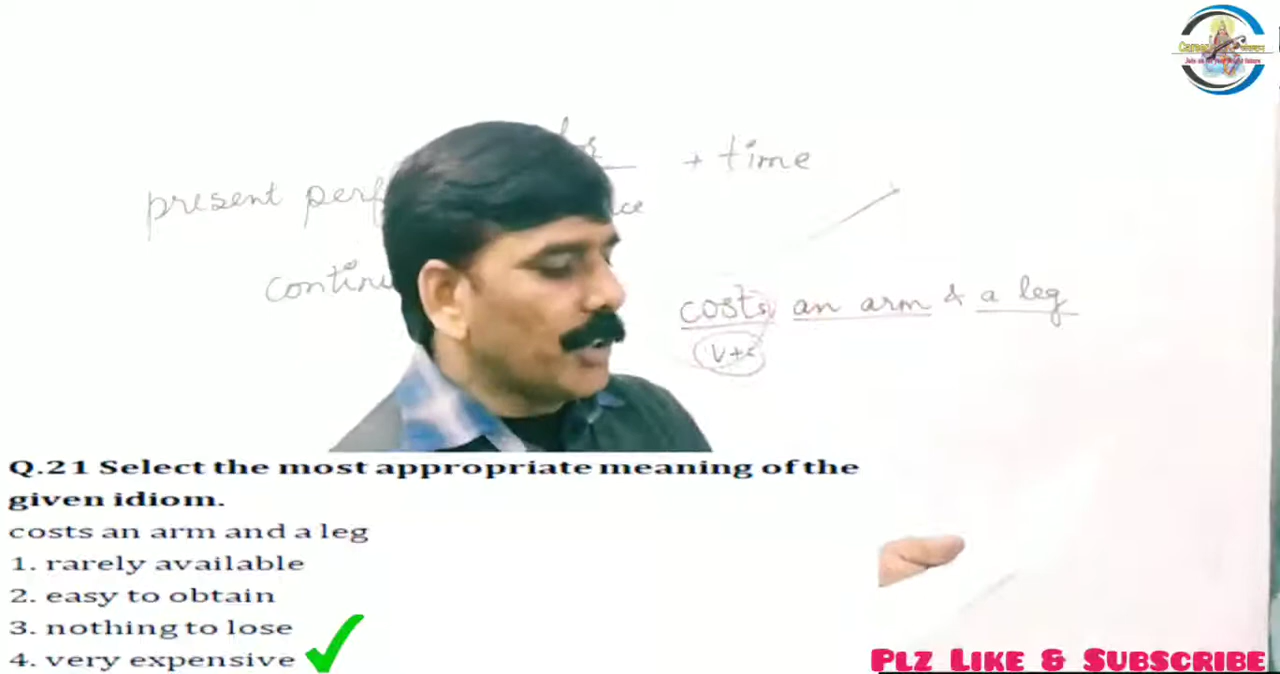 + time
present
costs an arm & a leg
Q.21 Select the most appropriate meaning of the
given idiom.
costs an arm and a leg
1. rarely available
2. easy to obtain
3. nothing to lose
4. very expensive
PLZ LIKE & SUBSCRIBE